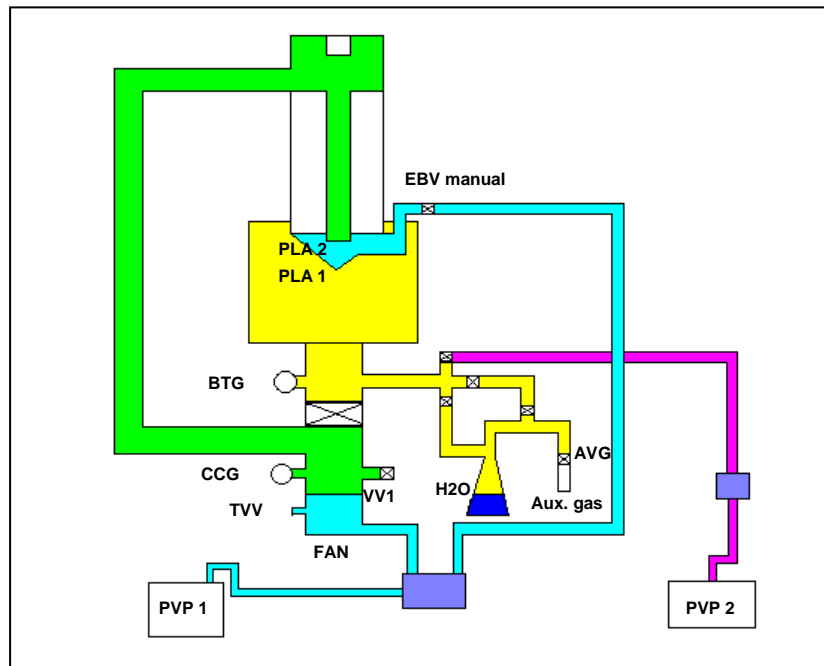 EBV manual
PLA 2
PLA 1
BTG
AVG
CCG
VV1
H2O
Aux. gas
TVV
FAN
PVP 1
PVP 2